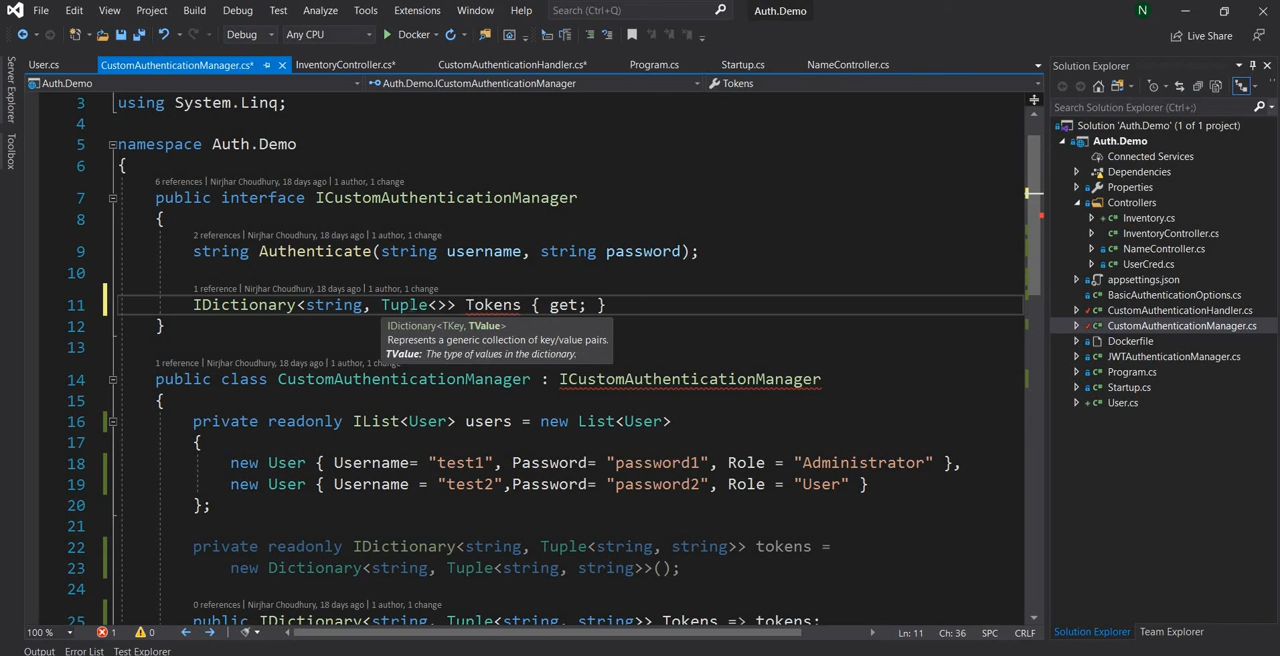 File Edit View Project Build Debug Test Analyze Tools Extensions Window Help Search (Ctrl+Q) Auth.Demo N
Debug Any CPU Docker Live Share
User.cs CustomAuthenticationManager.cs* InventoryController.cs* CustomAuthenticationHandler.cs* Program.cs Startup.cs NameController.cs
Auth.Demo Auth.Demo.ICustomAuthenticationManager Tokens
Server Explorer
Toolbox
3 using System.Linq;
4
5 namespace Auth.Demo
6 {
6 references | Nirjhar Choudhury, 18 days ago | 1 author, 1 change
7 public interface ICustomAuthenticationManager
8 {
2 references | Nirjhar Choudhury, 18 days ago | 1 author, 1 change
9 string Authenticate(string username, string password);
10
1 reference | Nirjhar Choudhury, 18 days ago | 1 author, 1 change
11 IDictionary<string, Tuple<>> Tokens { get; }
IDictionary<TKey, TValue>
Represents a generic collection of key/value pairs.
TValue: The type of values in the dictionary.
12 }
13
1 reference | Nirjhar Choudhury, 18 days ago | 1 author, 1 change
14 public class CustomAuthenticationManager : ICustomAuthenticationManager
15 {
16 private readonly IList<User> users = new List<User>
17 {
18 new User { Username= "test1", Password= "password1", Role = "Administrator" },
19 new User { Username = "test2",Password= "password2", Role = "User" }
20 };
21
22 private readonly IDictionary<string, Tuple<string, string>> tokens =
23 new Dictionary<string, Tuple<string, string>>();
24
0 references | Nirjhar Choudhury, 18 days ago | 1 author, 1 change
25 public IDictionary<string, Tuple<string, string>> Tokens => tokens;
100 % 1 0 Ln: 11 Ch: 36 SPC CRLF
Output Error List Test Explorer
Solution Explorer
Search Solution Explorer (Ctrl+;)
Solution 'Auth.Demo' (1 of 1 project)
Auth.Demo
Connected Services
Dependencies
Properties
Controllers
Inventory.cs
InventoryController.cs
NameController.cs
UserCred.cs
appsettings.json
BasicAuthenticationOptions.cs
CustomAuthenticationHandler.cs
CustomAuthenticationManager.cs
Dockerfile
JWTAuthenticationManager.cs
Program.cs
Startup.cs
User.cs
Solution Explorer Team Explorer